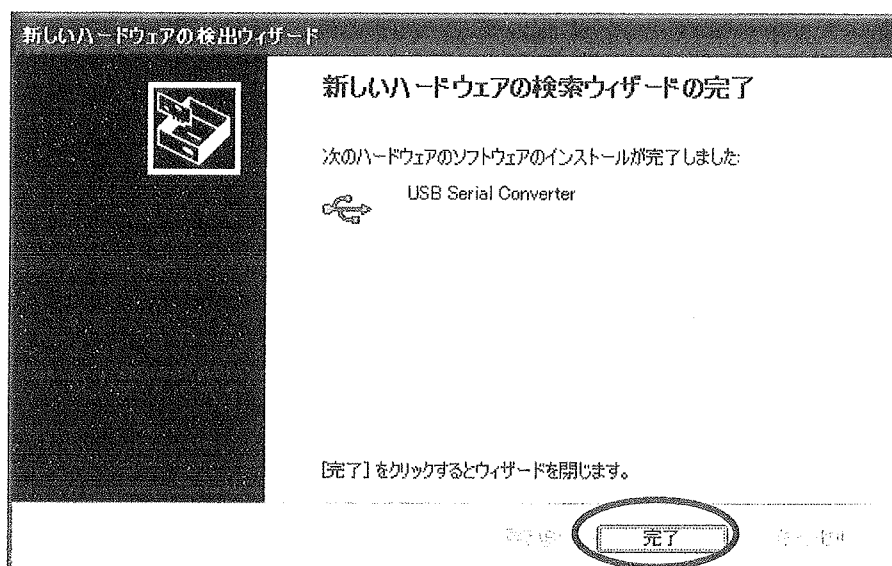 新しいハードウェアの検出ウィザード
新しいハードウェアの検索ウィザードの完了
次のハードウェアのソフトウェアのインストールが完了しました:
USB Serial Converter
[完了] をクリックするとウィザードを閉じます。
完了